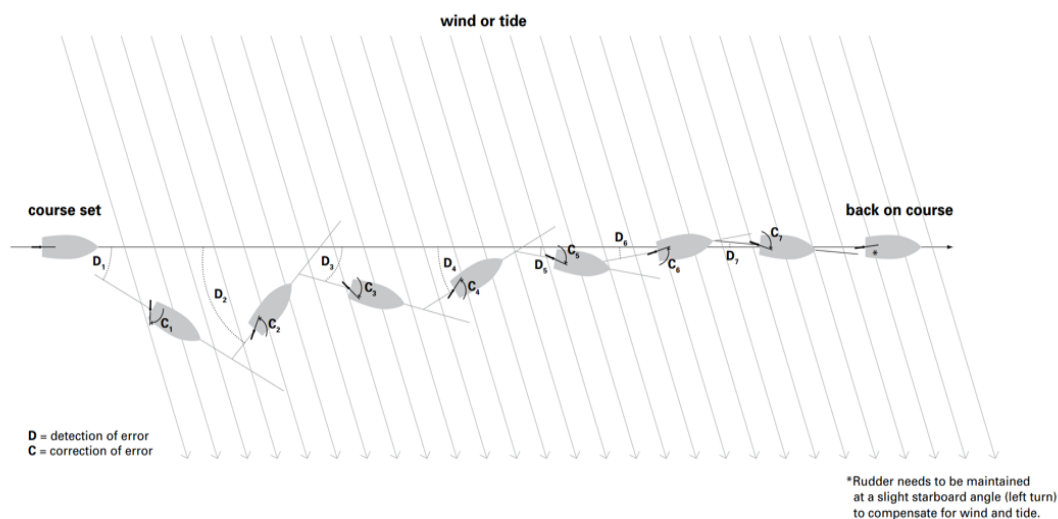 wind or tide
course set
back on course
D₁
C₁
D₂
C₂
D₃
C₃
D₄
C₄
D₅
C₅
D₆
C₆
D₇
C₇
*
D = detection of error
C = correction of error
*Rudder needs to be maintained
at a slight starboard angle (left turn)
to compensate for wind and tide.